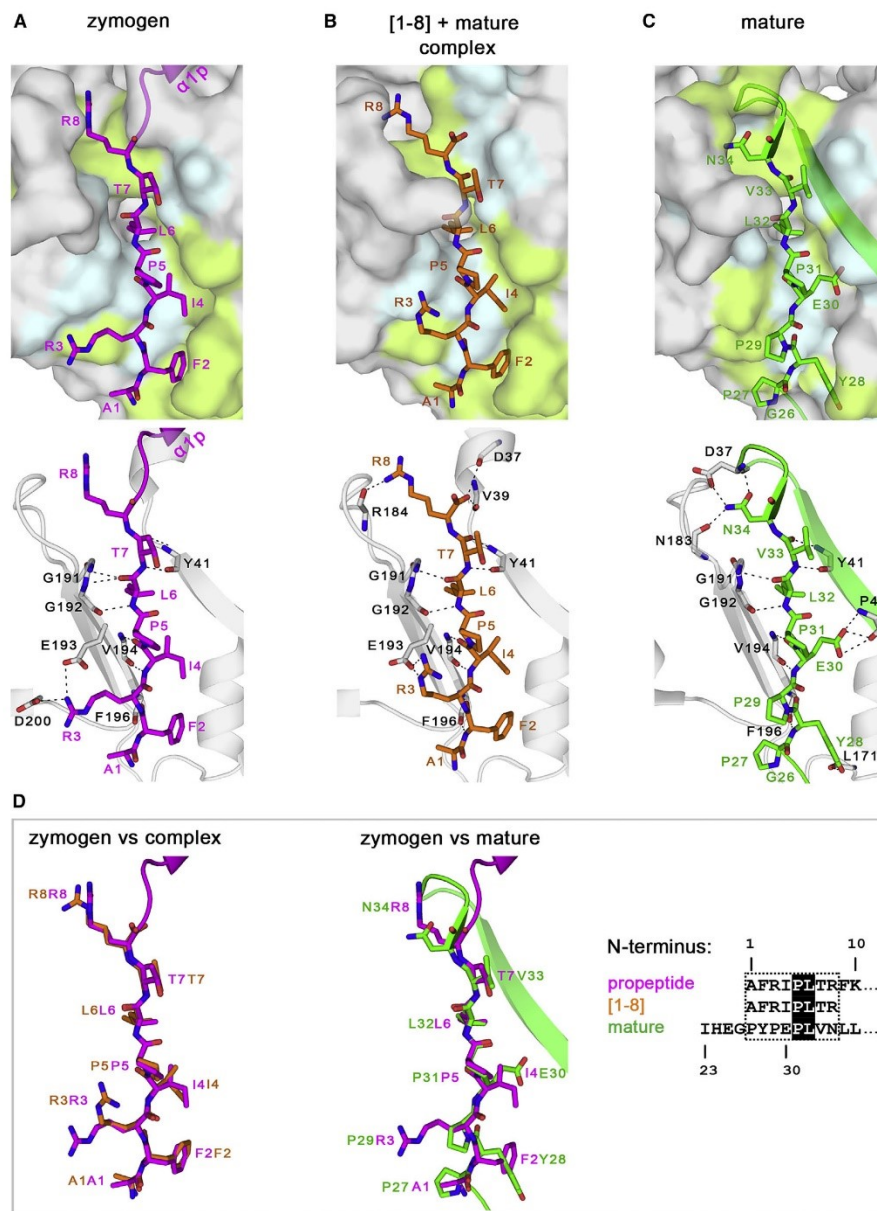 A
zymogen
α1p
R8
T7
L6
P5
I4
R3
F2
A1
B
[1-8] + mature
complex
R8
T7
L6
P5
I4
R3
F2
A1
C
mature
N34
V33
L32
P31
E30
P29
P27
Y28
G26
α1p
R8
T7
Y41
G191
L6
G192
P5
E193
V194
I4
D200
R3
F196
F2
A1
R8
D37
R184
V39
T7
Y41
G191
L6
G192
P5
E193
V194
I4
R3
F196
F2
A1
D37
N34
N183
V33
Y41
G191
G192
L32
P4
P31
V194
E30
P29
F196
Y28
P27
G26
L171
D
zymogen vs complex
R8R8
T7T7
L6L6
P5P5
I4I4
R3R3
F2F2
A1A1
zymogen vs mature
N34R8
T7V33
L32L6
P31P5
I4E30
P29R3
F2Y28
P27A1
N-terminus:
1 10
propeptide AFRIPLTRFK...
[1-8] AFRIPLTR
mature IHEGPYPEPLVNLL...
23 30